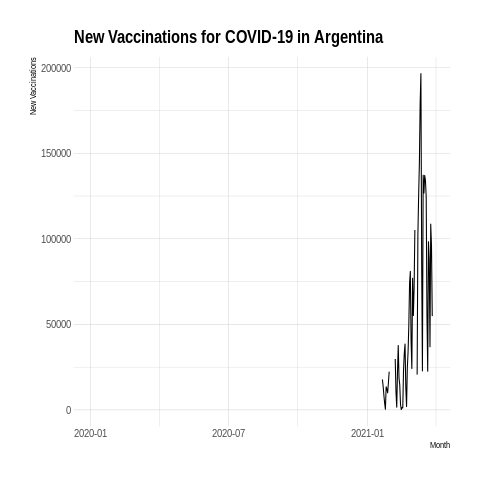 New Vaccinations for COVID-19 in Argentina
New Vaccinations
200000
150000
100000
50000
0
2020-01 2020-07 2021-01
Month